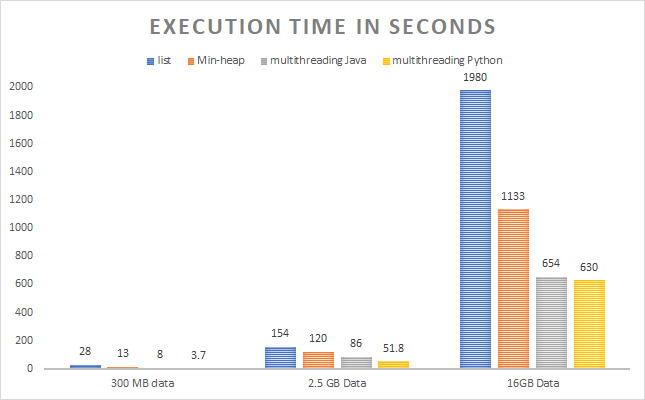 EXECUTION TIME IN SECONDS
list Min-heap multithreading Java multithreading Python
2000
1800
1600
1400
1200
1000
800
600
400
200
0
28 13 8 3.7
154 120 86 51.8
1980 1133 654 630
300 MB data 2.5 GB Data 16GB Data